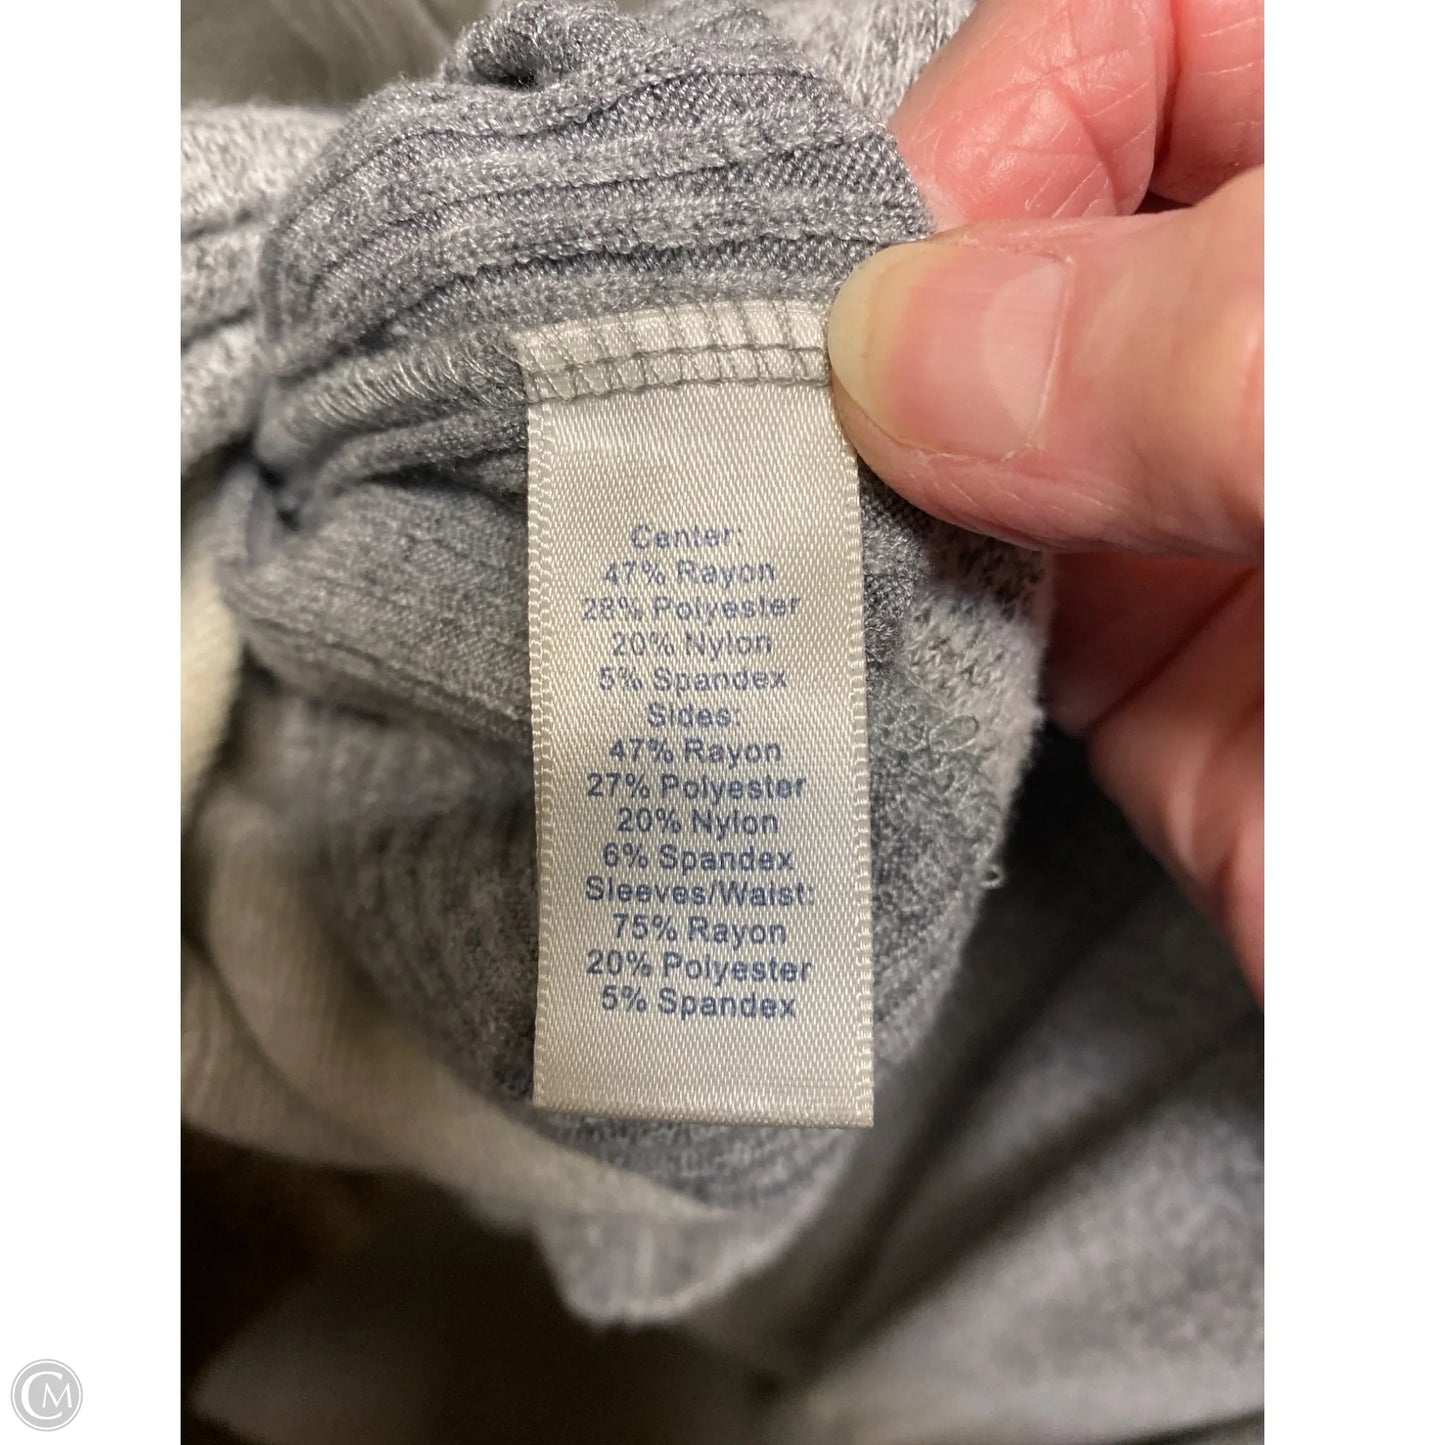 Center:
47% Rayon
28% Polyester
20% Nylon
5% Spandex
Sides:
47% Rayon
27% Polyester
20% Nylon
6% Spandex
Sleeves/Waist:
75% Rayon
20% Polyester
5% Spandex
CM